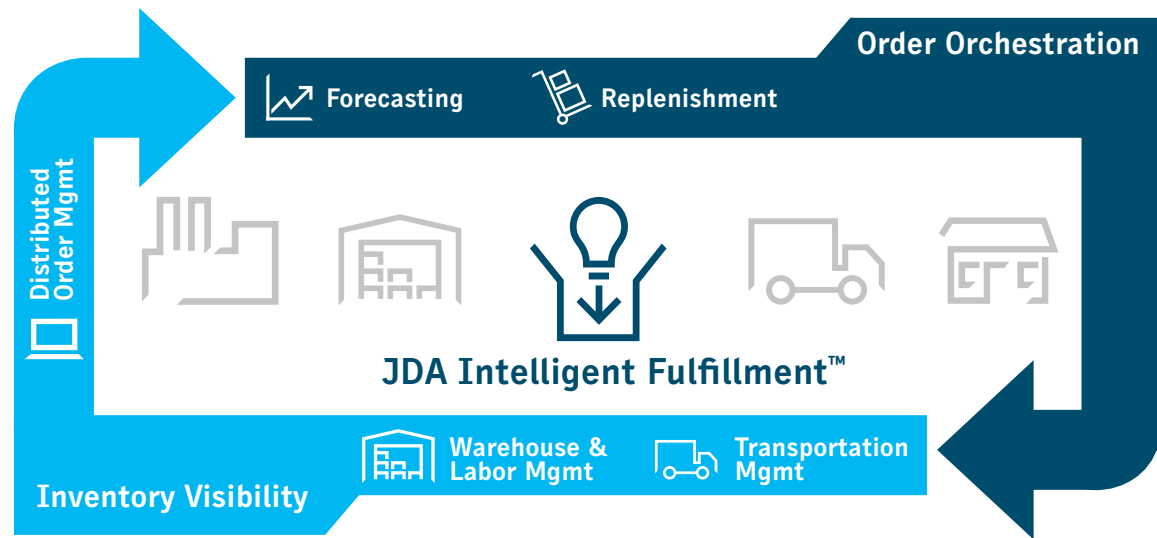 Order Orchestration
Forecasting
Replenishment
Distributed
Order Mgmt
JDA Intelligent Fulfillment™
Warehouse &
Labor Mgmt
Transportation
Mgmt
Inventory Visibility